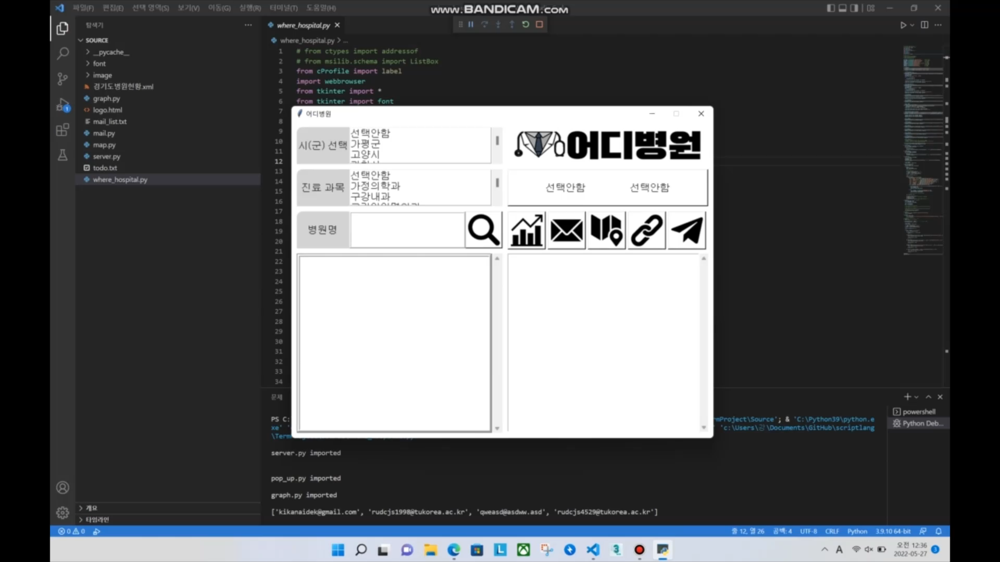 파일(F) 편집(E) 선택 영역(S) 보기(V) 이동(G) 실행(R) 터미널(T) 도움말(H)
www.BANDICAM.com
탐색기
SOURCE
__pycache__
font
image
경기도병원현황.xml
graph.py
logo.html
mail_list.txt
mail.py
map.py
server.py
todo.txt
where_hospital.py
개요
타임라인
where_hospital.py
where_hospital.py > ...
1 # from ctypes import addressof
2 # from msilib.schema import ListBox
3 from cProfile import label
4 import webbrowser
5 from tkinter import *
6 from tkinter import font
7
8
9
10
11
12
13
14
15
16
17
18
19
20
21
22
23
24
25
26
27
28
29
30
31
32
33
34
어디병원
시(군) 선택
선택안함
가평군
고양시
어디병원
진료 과목
선택안함
가정의학과
구강내과
선택안함 선택안함
병원명
문제
PS C: rmProject\Source'; & 'C:\Python39\python.e
xe' 'c:\Users\강\Documents\GitHub\scriptlang
\Term
server.py imported
pop_up.py imported
graph.py imported
['kikanaidek@gmail.com', 'rudcjs1998@tukorea.ac.kr', 'qweasd@asdww.asd', 'rudcjs4529@tukorea.ac.kr']
powershell
Python Deb...
0 0
줄 12, 열 26 공백: 4 UTF-8 CRLF Python 3.9.10 64-bit
A
오전 12:36
2022-05-27
3